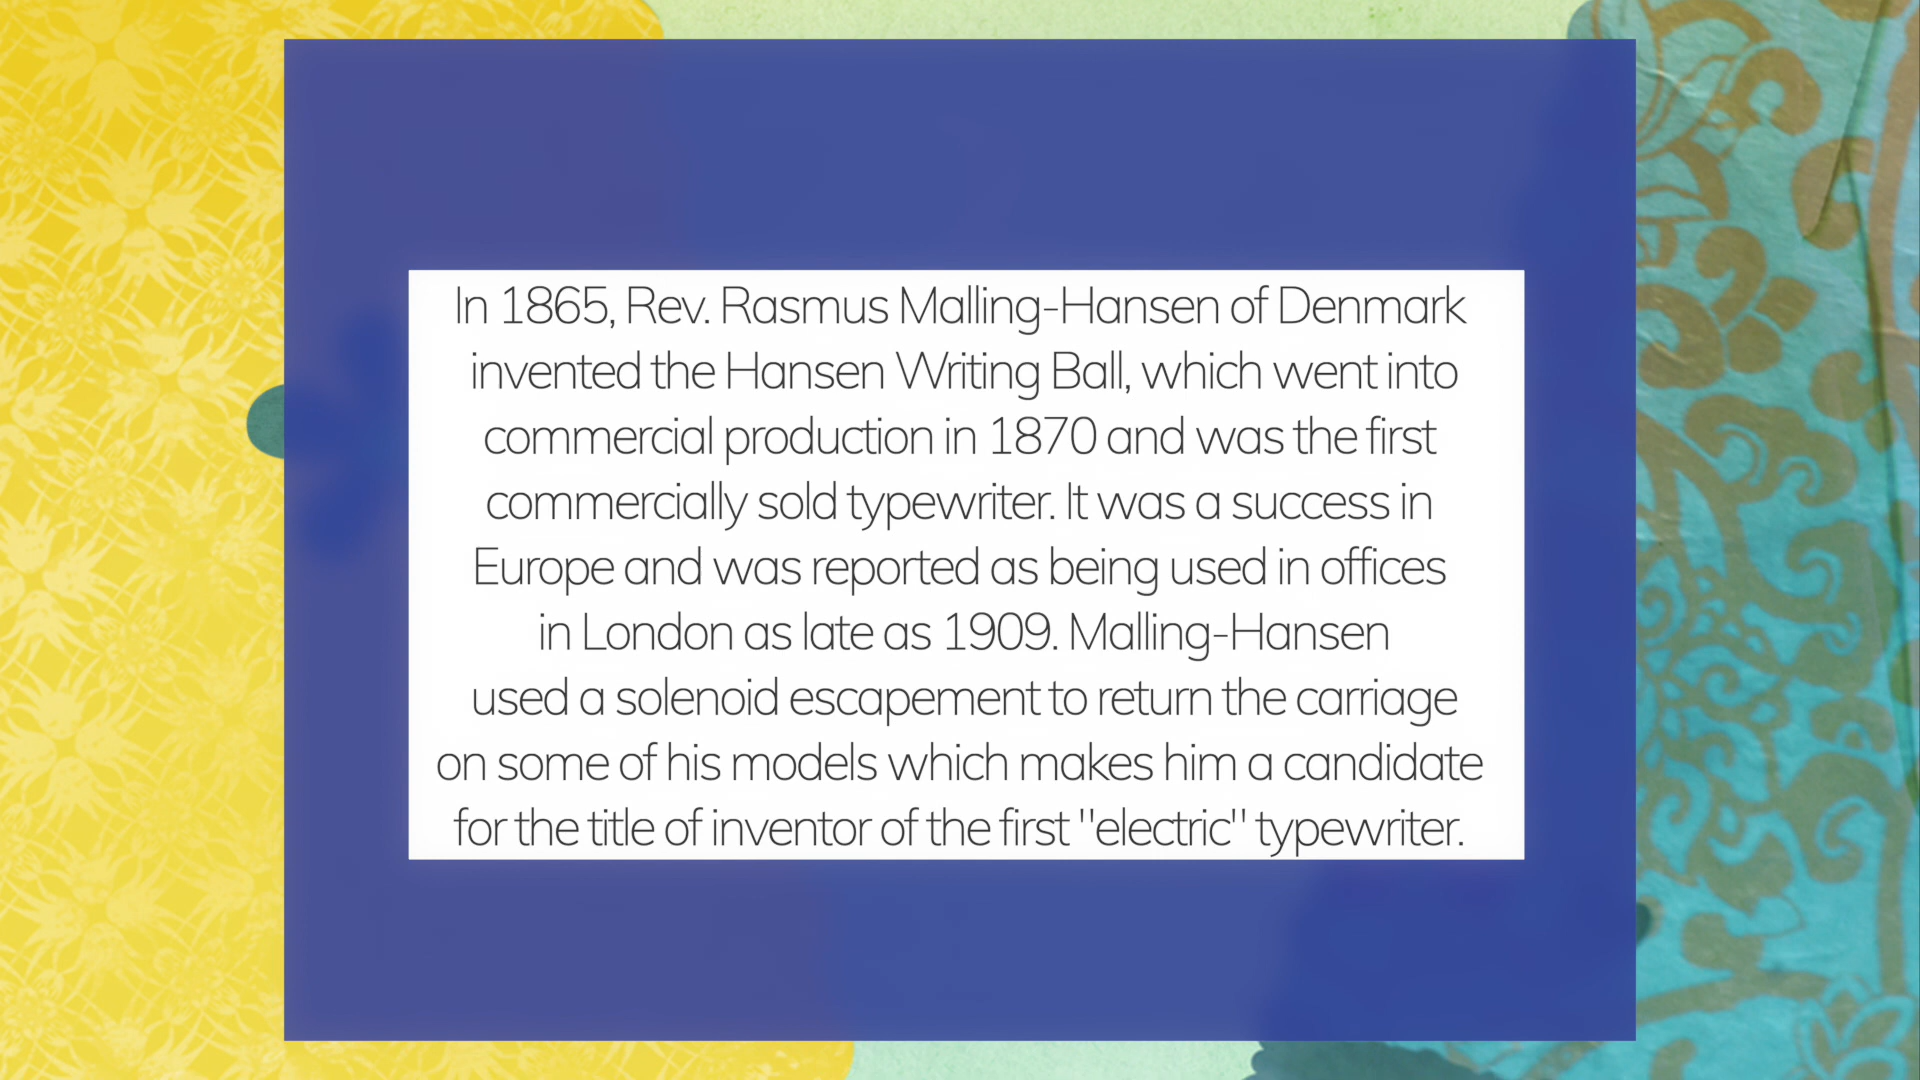 In 1865, Rev. Rasmus Malling-Hansen of Denmark
invented the Hansen Writing Ball, which went into
commercial production in 1870 and was the first
commercially sold typewriter. It was a success in
Europe and was reported as being used in offices
in London as late as 1909. Malling-Hansen
used a solenoid escapement to return the carriage
on some of his models which makes him a candidate
for the title of inventor of the first "electric" typewriter.